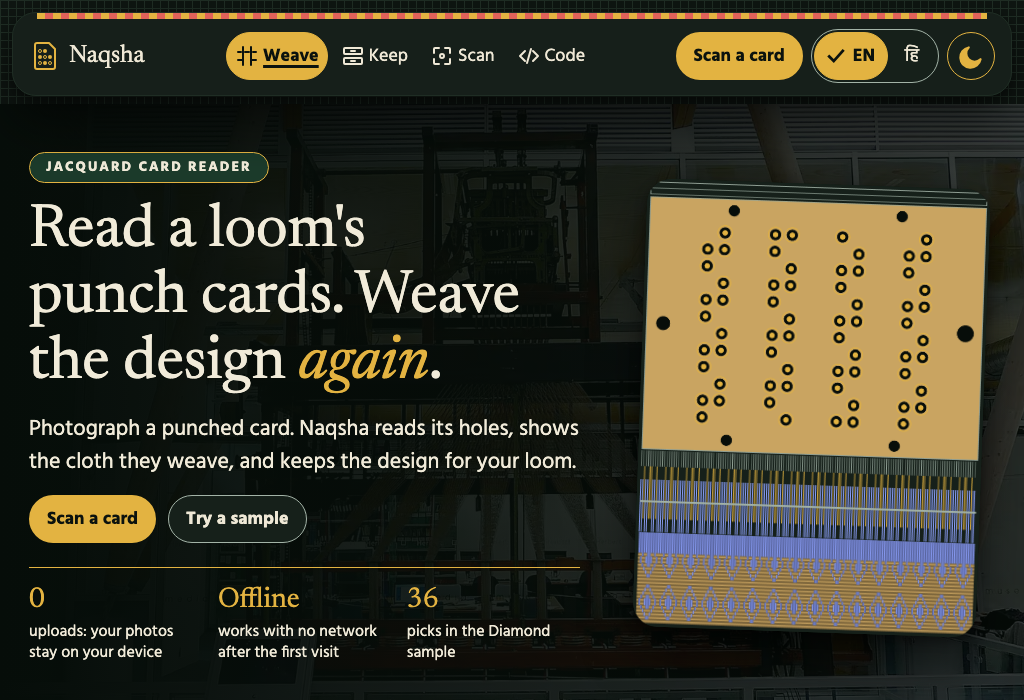 Naqsha
Weave
Keep
Scan
Code
Scan a card
EN
हि
JACQUARD CARD READER
Read a loom's
punch cards. Weave
the design again.
Photograph a punched card. Naqsha reads its holes, shows
the cloth they weave, and keeps the design for your loom.
Scan a card
Try a sample
0
uploads: your photos
stay on your device
Offline
works with no network
after the first visit
36
picks in the Diamond
sample